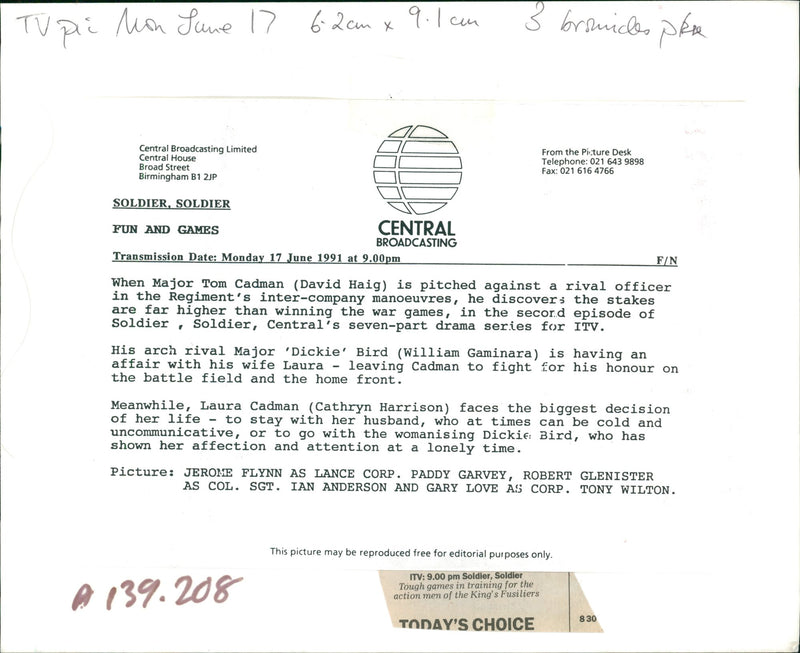 TV pic Mon June 17 6.2cm x 9.1cm 3 bromides pse
Central Broadcasting Limited
Central House
Broad Street
Birmingham B1 2JP
CENTRAL
BROADCASTING
From the Picture Desk
Telephone: 021 643 9898
Fax: 021 616 4766
SOLDIER, SOLDIER
FUN AND GAMES
Transmission Date: Monday 17 June 1991 at 9.00pm F/N
When Major Tom Cadman (David Haig) is pitched against a rival officer
in the Regiment's inter-company manoeuvres, he discovers the stakes
are far higher than winning the war games, in the second episode of
Soldier , Soldier, Central's seven-part drama series for ITV.
His arch rival Major 'Dickie' Bird (William Gaminara) is having an
affair with his wife Laura - leaving Cadman to fight for his honour on
the battle field and the home front.
Meanwhile, Laura Cadman (Cathryn Harrison) faces the biggest decision
of her life - to stay with her husband, who at times can be cold and
uncommunicative, or to go with the womanising Dickie Bird, who has
shown her affection and attention at a lonely time.
Picture: JEROME FLYNN AS LANCE CORP. PADDY GARVEY, ROBERT GLENISTER
AS COL. SGT. IAN ANDERSON AND GARY LOVE AS CORP. TONY WILTON.
This picture may be reproduced free for editorial purposes only.
A139.208
ITV: 9.00 pm Soldier, Soldier
Tough games in training for the
action men of the King's Fusiliers
TODAY'S CHOICE
8 30